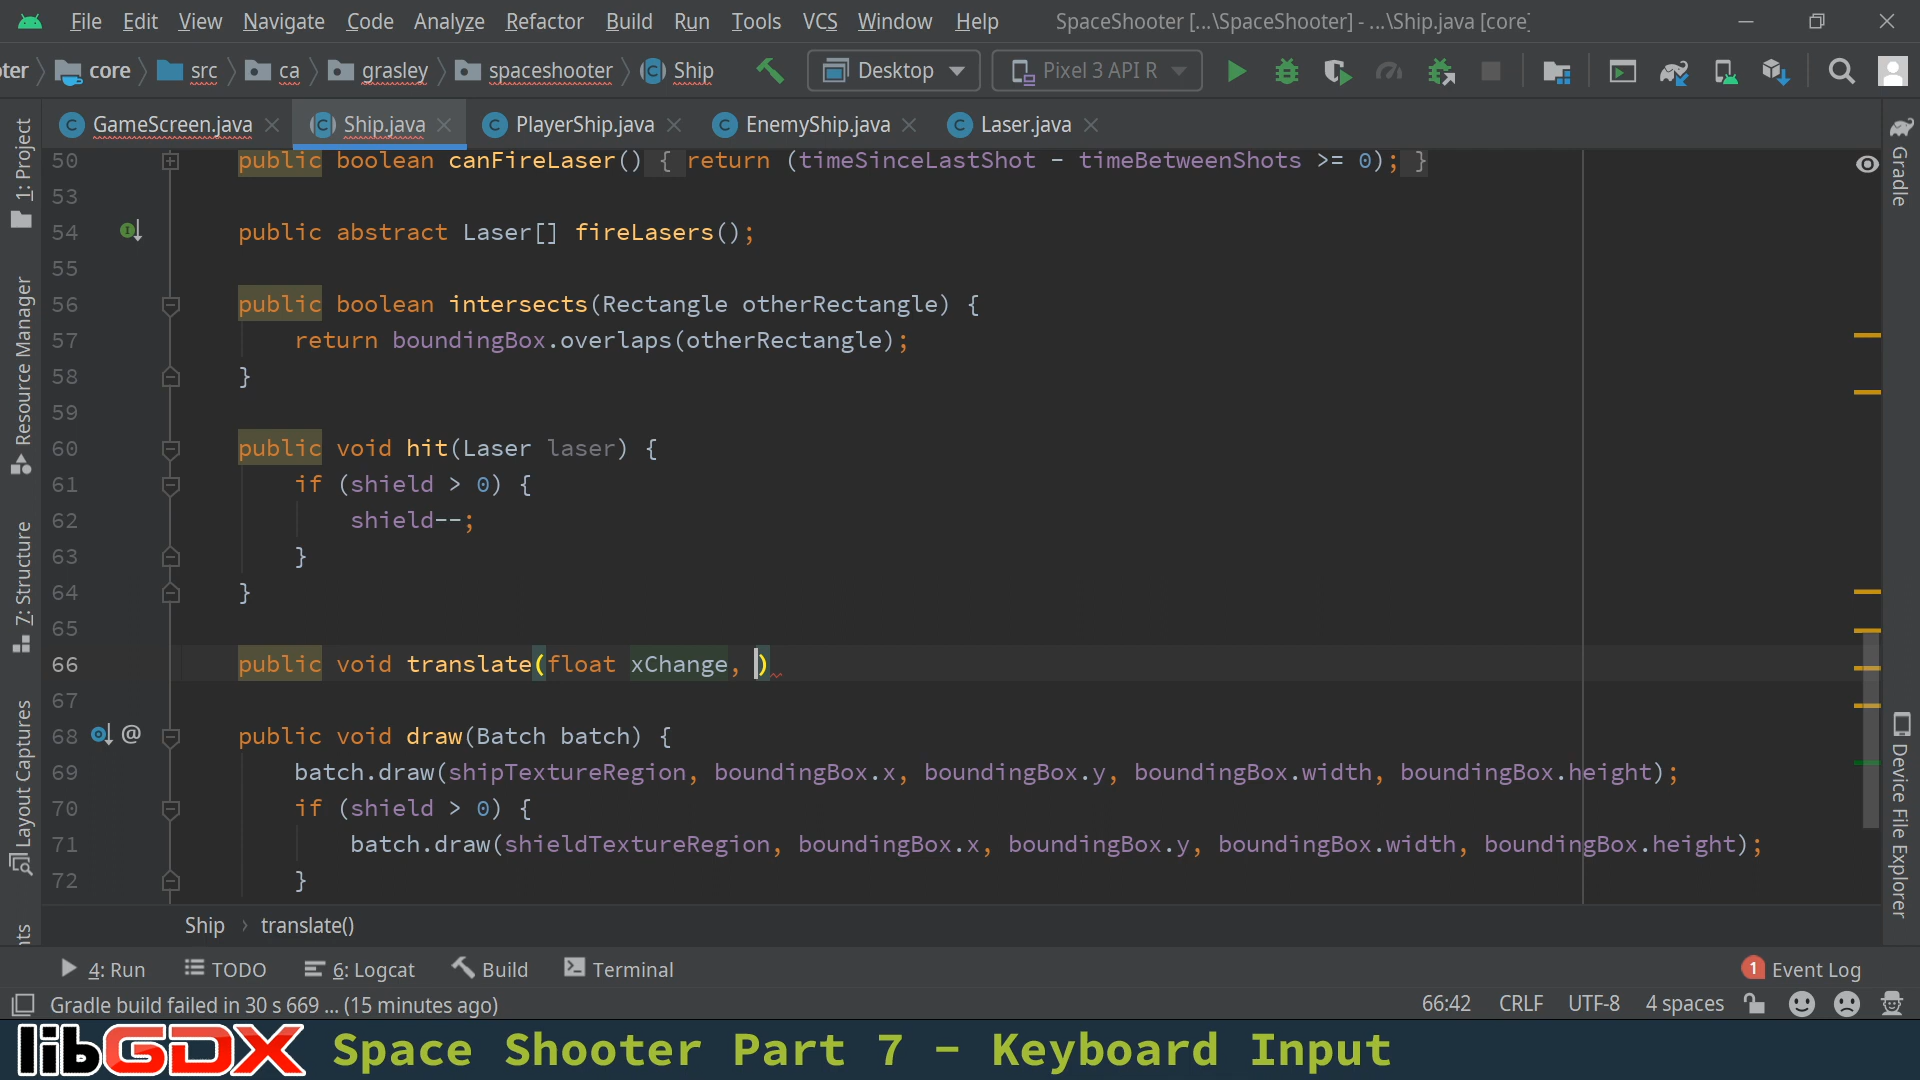 File Edit View Navigate Code Analyze Refactor Build Run Tools VCS Window Help SpaceShooter [...\SpaceShooter] - ...\Ship.java [core]
ter core src ca grasley spaceshooter Ship Desktop Pixel 3 API R
GameScreen.java Ship.java PlayerShip.java EnemyShip.java Laser.java
1: Project
Resource Manager
Z: Structure
Layout Captures
nts
50 public boolean canFireLaser() { return (timeSinceLastShot - timeBetweenShots >= 0); }
53
54 public abstract Laser[] fireLasers();
55
56 public boolean intersects(Rectangle otherRectangle) {
57 return boundingBox.overlaps(otherRectangle);
58 }
59
60 public void hit(Laser laser) {
61 if (shield > 0) {
62 shield--;
63 }
64 }
65
66 public void translate(float xChange, )
67
68 @ public void draw(Batch batch) {
69 batch.draw(shipTextureRegion, boundingBox.x, boundingBox.y, boundingBox.width, boundingBox.height);
70 if (shield > 0) {
71 batch.draw(shieldTextureRegion, boundingBox.x, boundingBox.y, boundingBox.width, boundingBox.height);
72 }
Gradle
Device File Explorer
Ship › translate()
4: Run TODO 6: Logcat Build Terminal 1 Event Log
Gradle build failed in 30 s 669 ... (15 minutes ago) 66:42 CRLF UTF-8 4 spaces
libGDX Space Shooter Part 7 - Keyboard Input